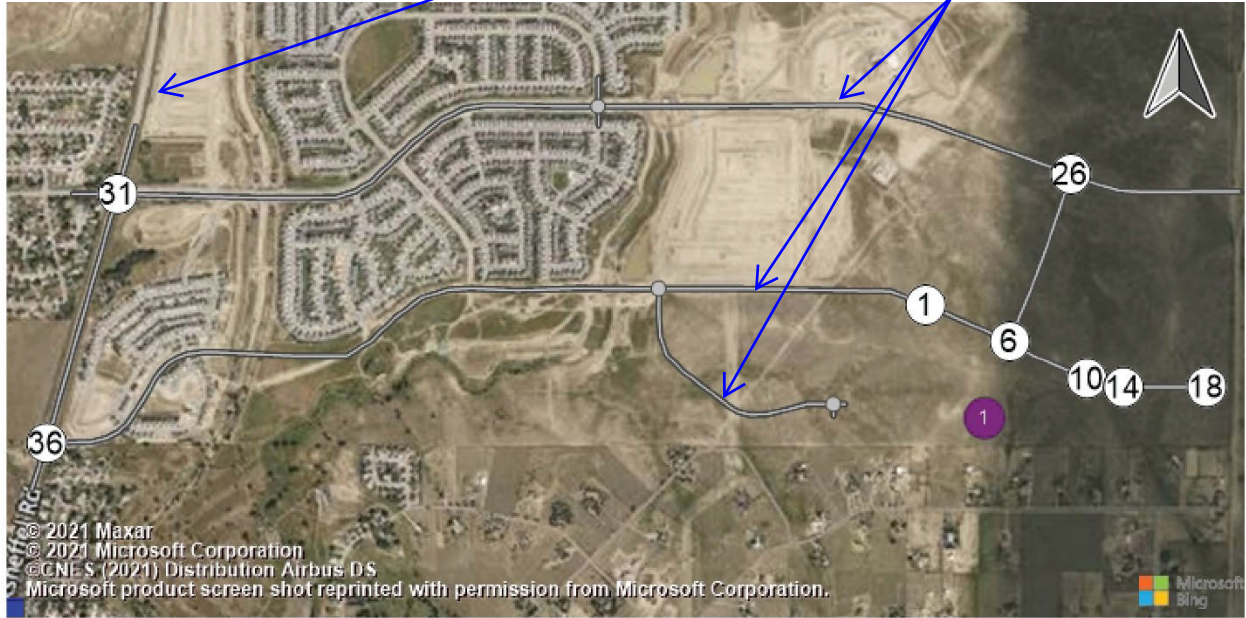 31
26
1
6
10
14
18
1
36
© 2021 Maxar
© 2021 Microsoft Corporation
©CNES (2021) Distribution Airbus DS
Microsoft product screen shot reprinted with permission from Microsoft Corporation.
Microsoft
Bing
Rd